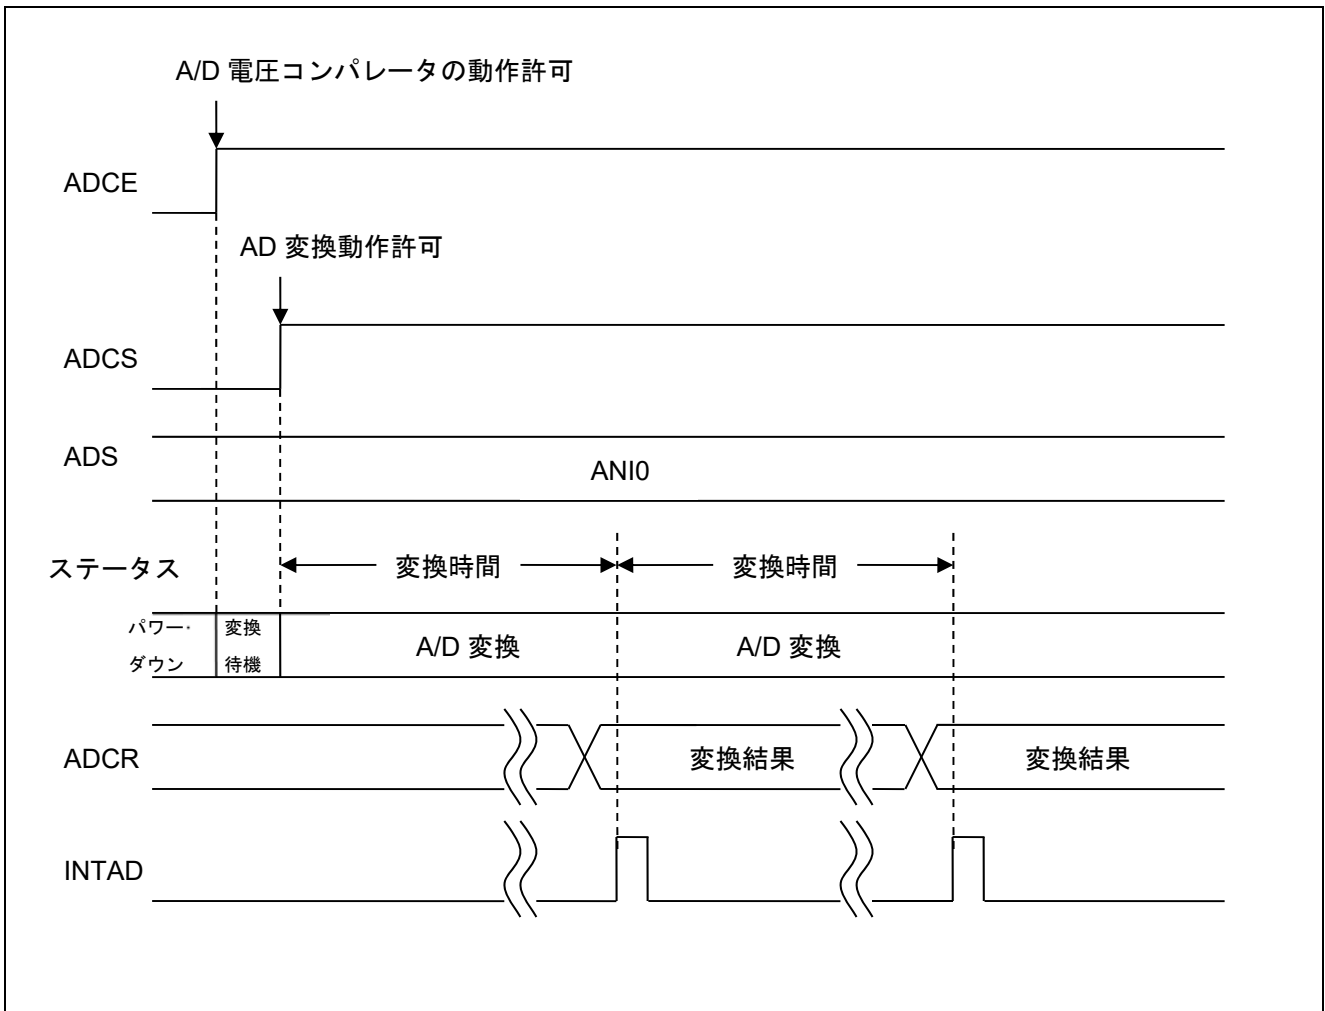 A/D 電圧コンパレータの動作許可
ADCE
AD 変換動作許可
ADCS
ADS
ANI0
ステータス
変換時間
変換時間
パワー・
ダウン
変換
待機
A/D 変換
A/D 変換
ADCR
変換結果
変換結果
INTAD